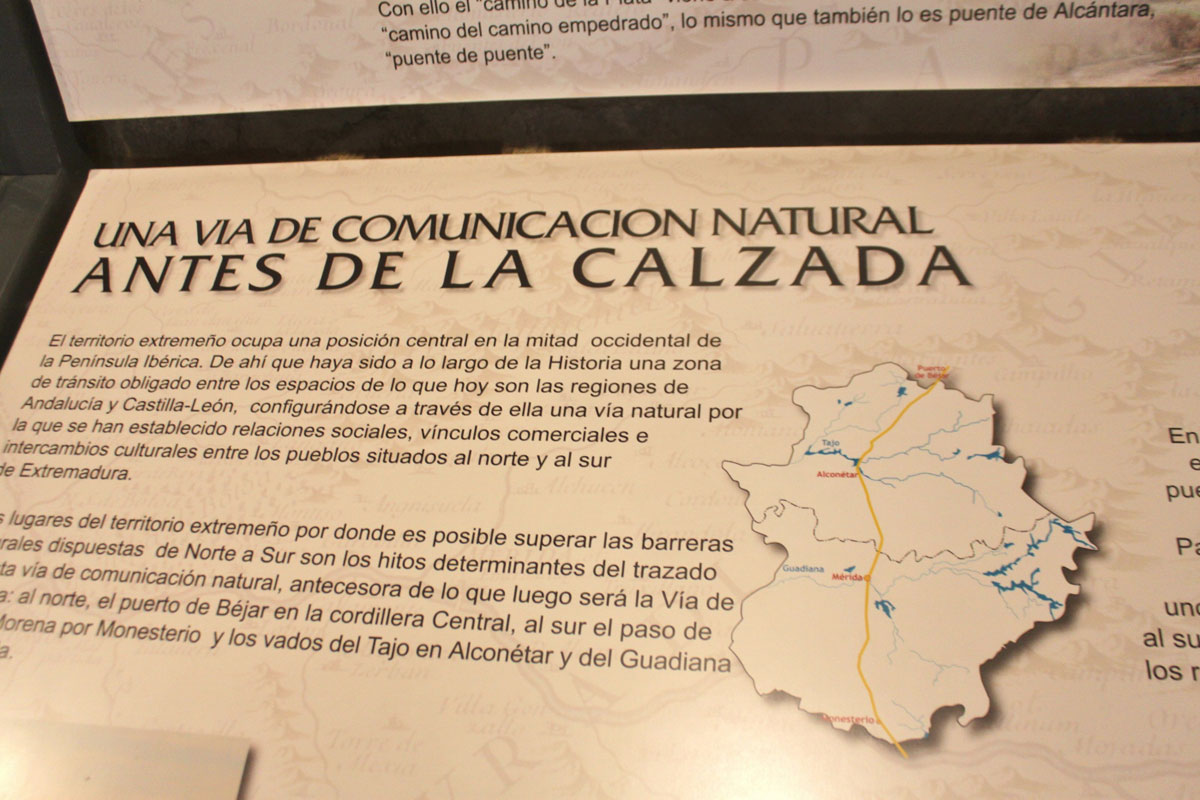 Con ello el "camino de la Plata"
"camino del camino empedrado", lo mismo que también lo es puente de Alcántara,
"puente de puente".
UNA VIA DE COMUNICACION NATURAL
ANTES DE LA CALZADA
El territorio extremeño ocupa una posición central en la mitad occidental de
la Península Ibérica. De ahí que haya sido a lo largo de la Historia una zona
de tránsito obligado entre los espacios de lo que hoy son las regiones de
Andalucía y Castilla-León, configurándose a través de ella una vía natural por
la que se han establecido relaciones sociales, vínculos comerciales e
intercambios culturales entre los pueblos situados al norte y al sur
de Extremadura.
lugares del territorio extremeño por donde es posible superar las barreras
rales dispuestas de Norte a Sur son los hitos determinantes del trazado
ta vía de comunicación natural, antecesora de lo que luego será la Vía de
a: al norte, el puerto de Béjar en la cordillera Central, al sur el paso de
Morena por Monesterio y los vados del Tajo en Alconétar y del Guadiana
a.
Puerto
de Béjar
Tajo
Alconétar
Guadiana
Mérida
Monesterio
En
e
pue
Pa
uno
al su
los r